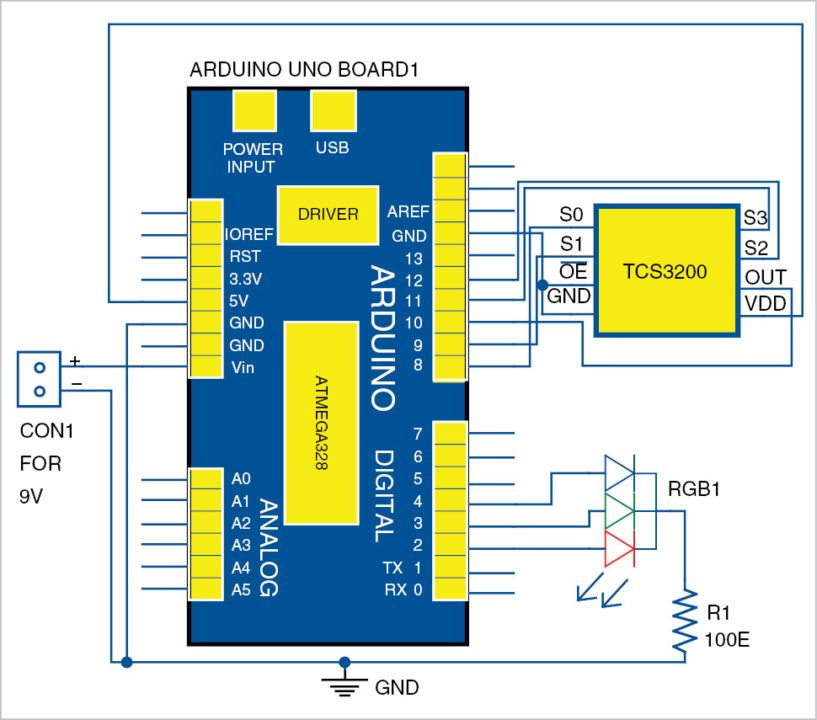 ARDUINO UNO BOARD1
POWER
INPUT
USB
DRIVER
IOREF
RST
3.3V
5V
GND
GND
Vin
AREF
GND
13
12
11
10
9
8
ARDUINO
ATMEGA328
S0
S1
OE
GND
TCS3200
S3
S2
OUT
VDD
+
−
CON1
FOR
9V
A0
A1
A2
A3
A4
A5
ANALOG
DIGITAL
7
6
5
4
3
2
TX 1
RX 0
RGB1
R1
100E
GND